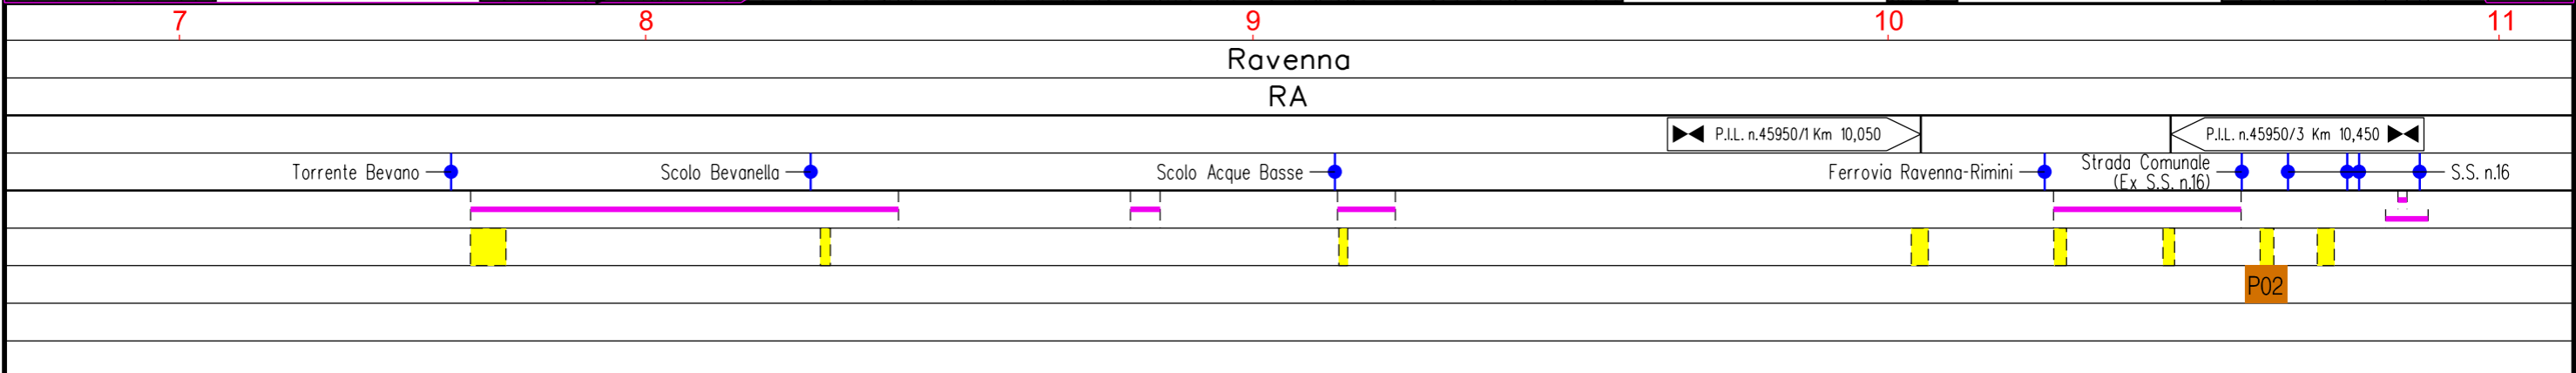 7 8 9 10 11
Ravenna
RA
P.I.L. n.45950/1 Km 10,050
P.I.L. n.45950/3 Km 10,450
Torrente Bevano
Scolo Bevanella
Scolo Acque Basse
Ferrovia Ravenna-Rimini
Strada Comunale
(Ex S.S. n.16)
S.S. n.16
P02